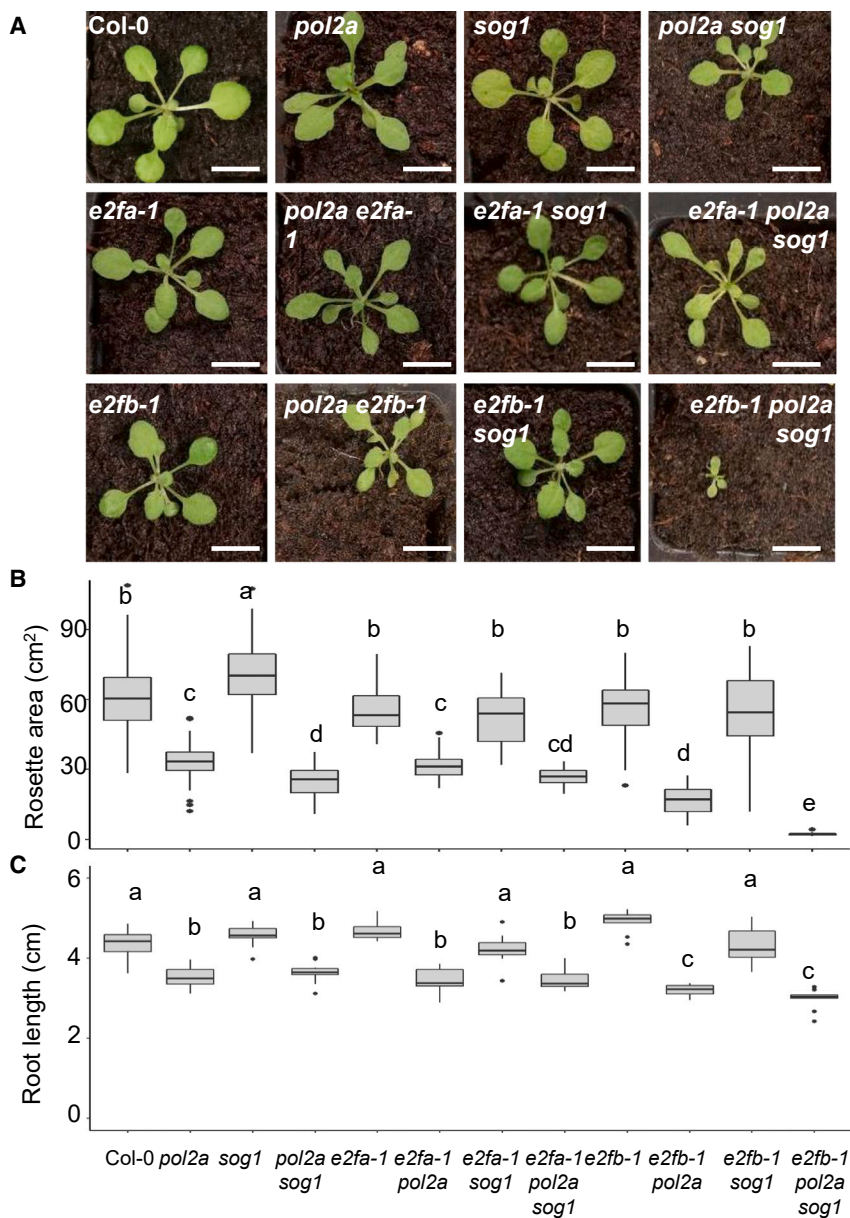 A
Col-0 pol2a sog1 pol2a sog1
e2fa-1 pol2a e2fa-
1 e2fa-1 sog1 e2fa-1 pol2a
sog1
e2fb-1 pol2a e2fb-1 e2fb-1
sog1 e2fb-1 pol2a
sog1
B
Rosette area (cm²)
90
60
30
0
b c a d b c b cd b d b e
C
Root length (cm)
6
4
2
0
a b a b a b a b a c a c
Col-0 pol2a sog1 pol2a e2fa-1 e2fa-1 e2fa-1 e2fa-1 e2fb-1 e2fb-1 e2fb-1 e2fb-1
sog1 pol2a sog1 pol2a pol2a sog1 pol2a
sog1 sog1